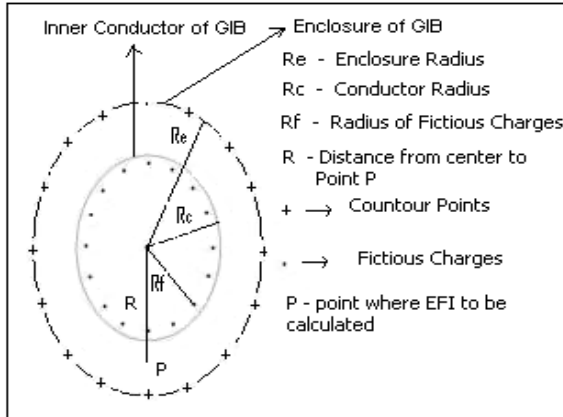 Inner Conductor of GIB
Enclosure of GIB
Re - Enclosure Radius
Rc - Conductor Radius
Rf - Radius of Fictious Charges
R - Distance from center to
Point P
+ → Countour Points
• → Fictious Charges
P - point where EFI to be
calculated
Re
Rc
Rf
R
P